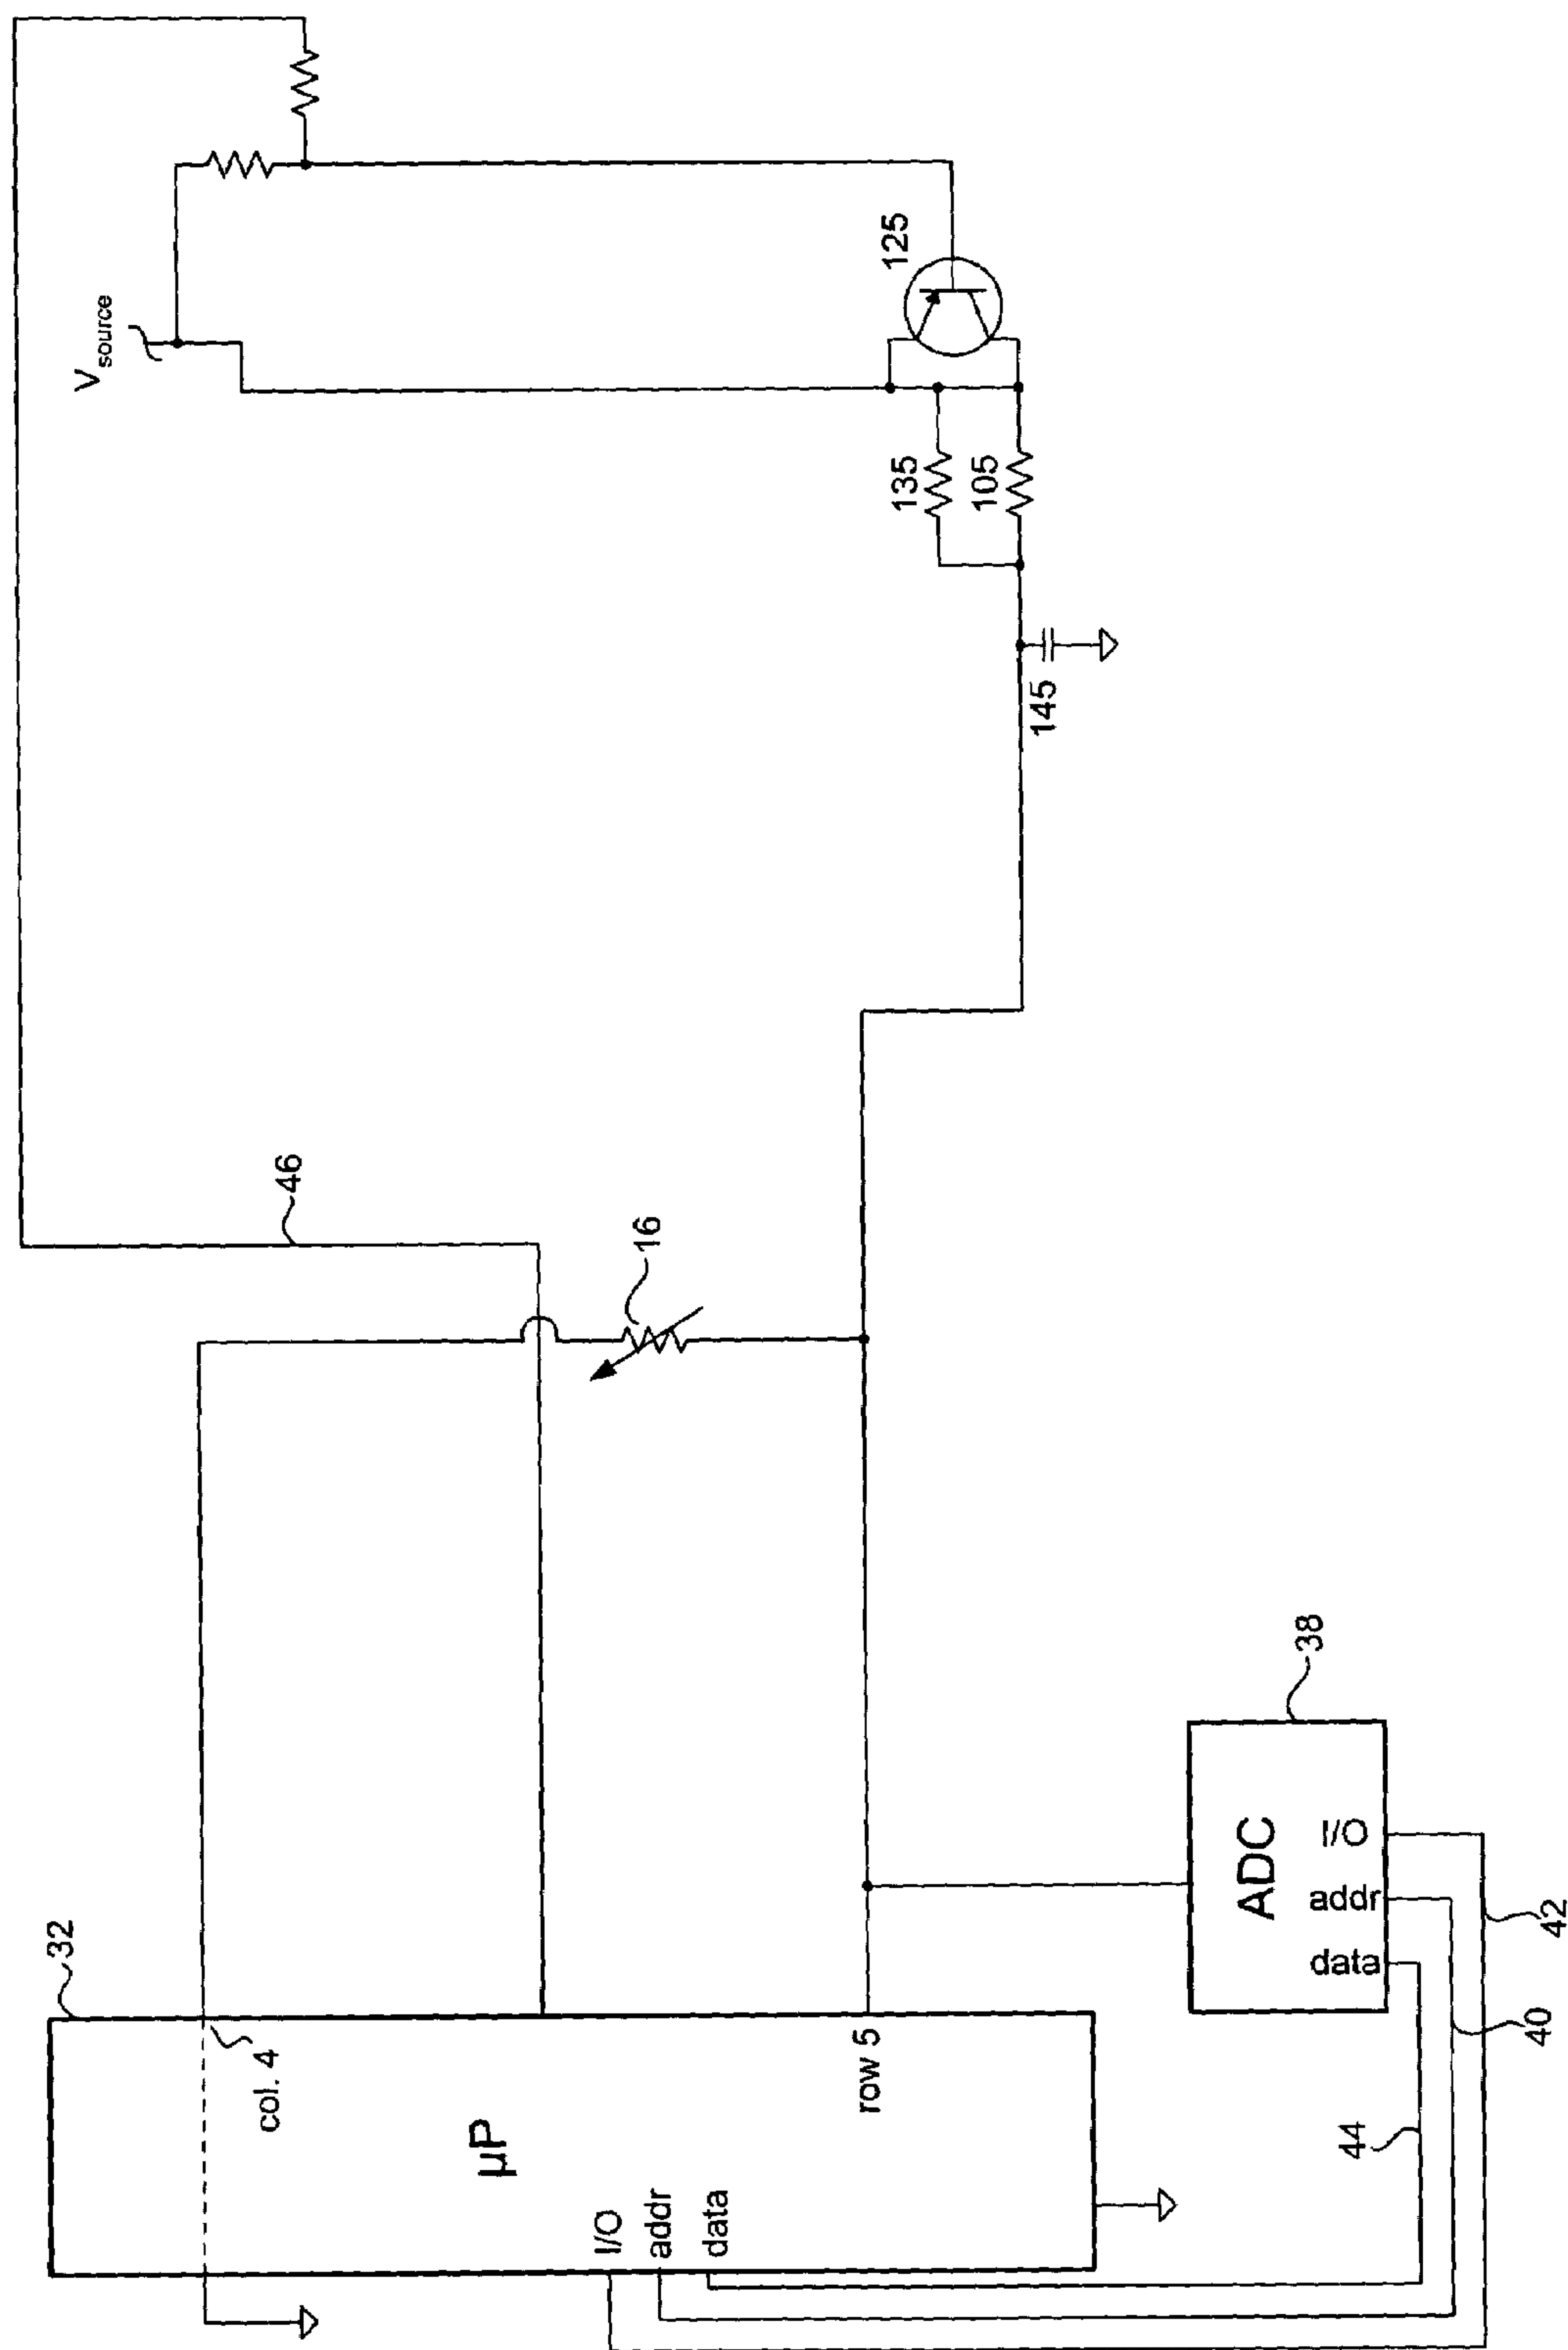 32
µP
col. 4
I/O
addr
data
row 5
38
ADC
data
addr
I/O
44
40
42
46
16
V source
125
135
105
145